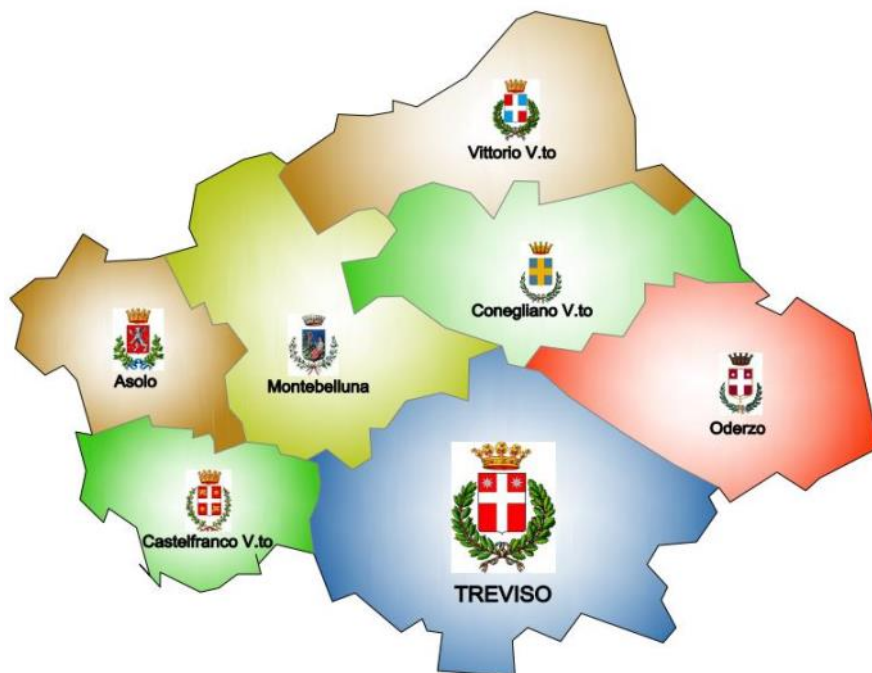 Vittorio V.to
Conegliano V.to
Asolo
Montebelluna
Oderzo
Castelfranco V.to
TREVISO